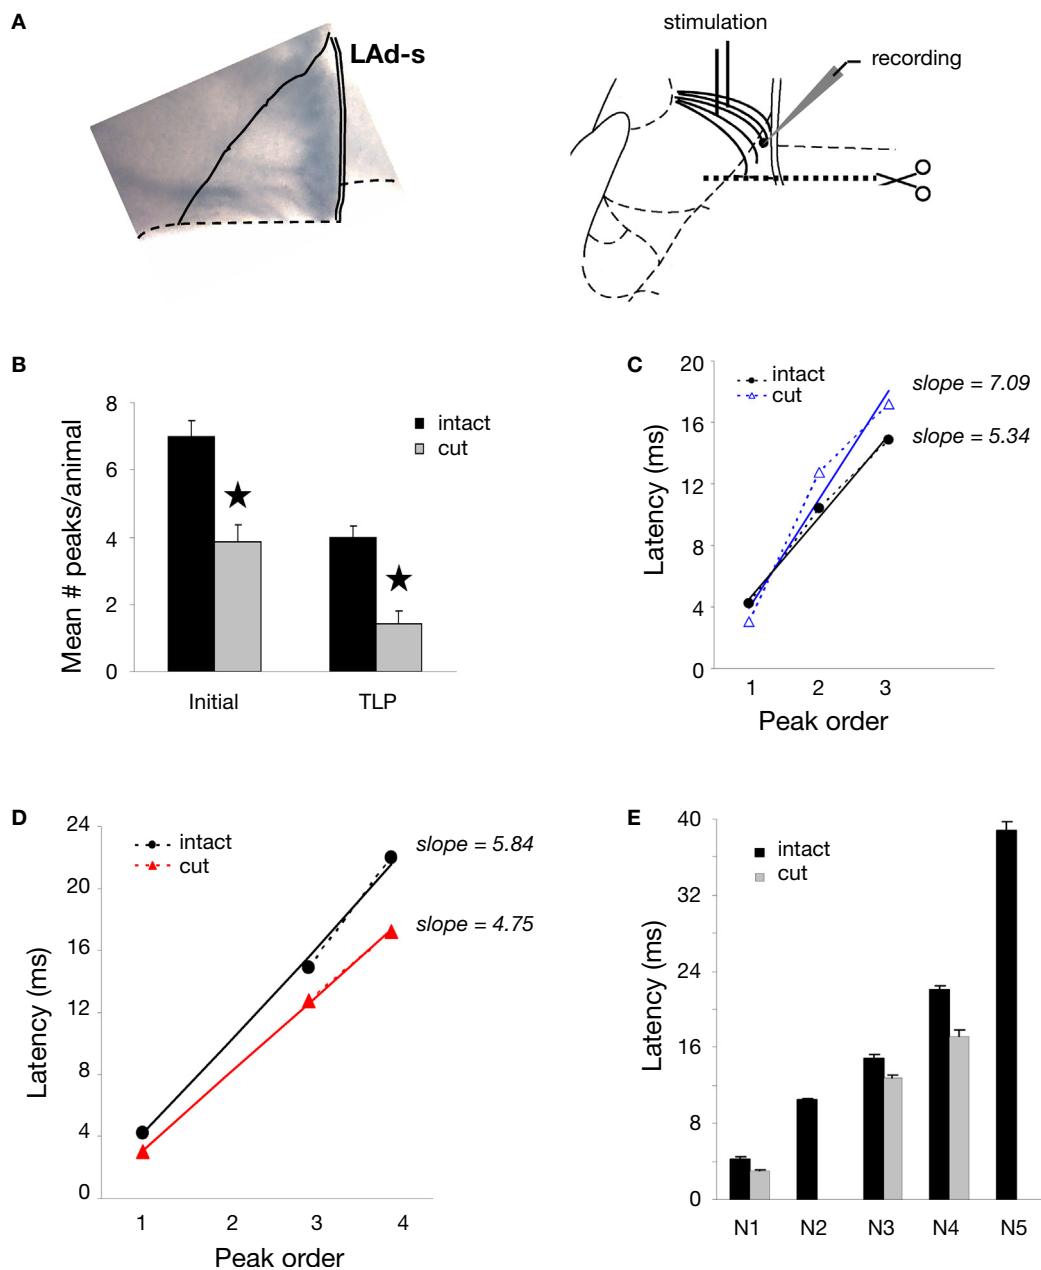 A
LAd-s
stimulation
recording
B
Mean # peaks/animal
8
6
4
2
0
intact
cut
Initial
TLP
C
Latency (ms)
20
16
12
8
4
0
intact
cut
slope = 7.09
slope = 5.34
1 2 3
Peak order
D
Latency (ms)
24
20
16
12
8
4
0
intact
cut
slope = 5.84
slope = 4.75
1 2 3 4
Peak order
E
Latency (ms)
40
32
24
16
8
0
intact
cut
N1 N2 N3 N4 N5